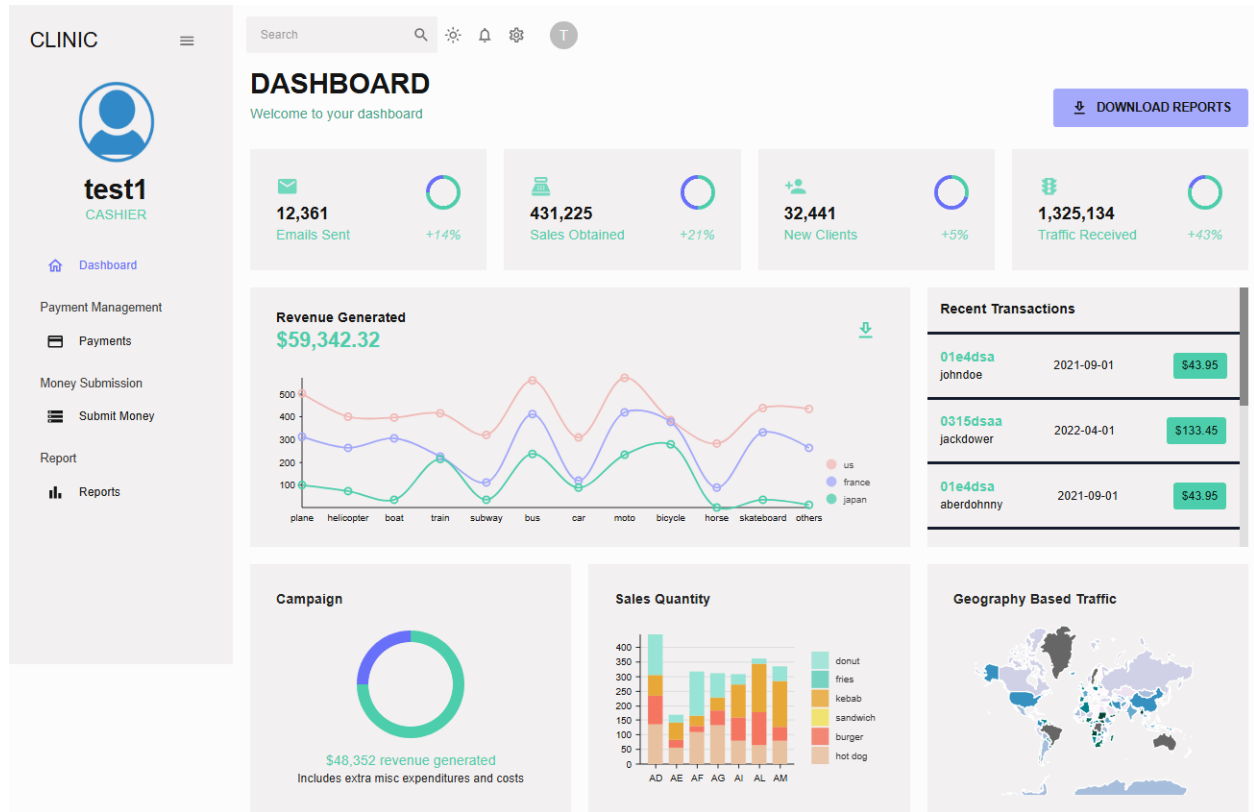 CLINIC
Search
T
DASHBOARD
Welcome to your dashboard
DOWNLOAD REPORTS
test1
CASHIER
Dashboard
Payment Management
Payments
Money Submission
Submit Money
Report
Reports
12,361
Emails Sent
+14%
431,225
Sales Obtained
+21%
32,441
New Clients
+5%
1,325,134
Traffic Received
+43%
Revenue Generated
$59,342.32
500
400
300
200
100
plane helicopter boat train subway bus car moto bicycle horse skateboard others
us
france
japan
Recent Transactions
01e4dsa
johndoe
2021-09-01
$43.95
0315dsaa
jackdower
2022-04-01
$133.45
01e4dsa
aberdohnny
2021-09-01
$43.95
Campaign
$48,352 revenue generated
Includes extra misc expenditures and costs
Sales Quantity
400
350
300
250
200
150
100
50
0
AD AE AF AG AI AL AM
donut
fries
kebab
sandwich
burger
hot dog
Geography Based Traffic